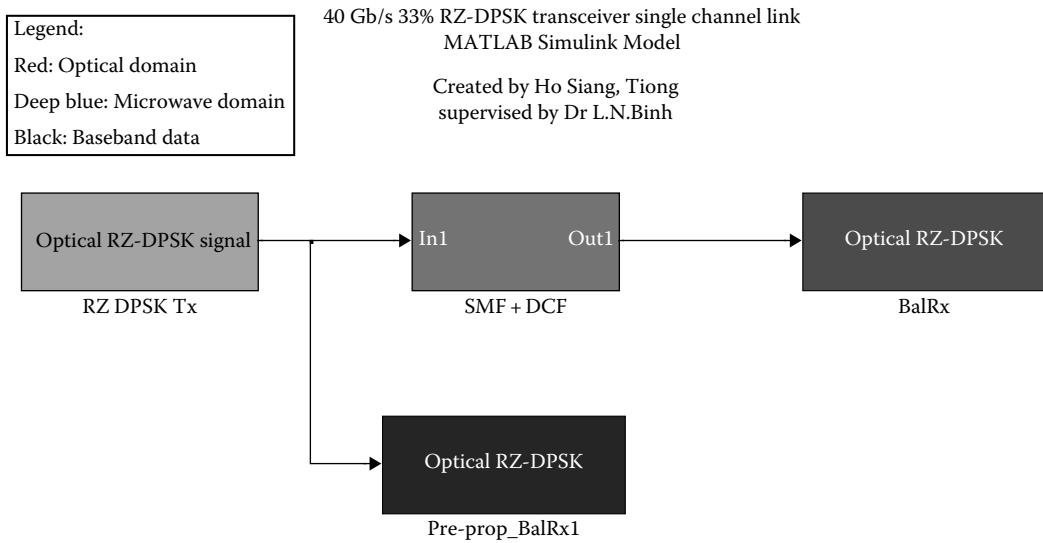 Legend:
Red: Optical domain
Deep blue: Microwave domain
Black: Baseband data
40 Gb/s 33% RZ-DPSK transceiver single channel link
MATLAB Simulink Model
Created by Ho Siang, Tiong
supervised by Dr L.N.Binh
Optical RZ-DPSK signal
RZ DPSK Tx
In1
Out1
SMF + DCF
Optical RZ-DPSK
BalRx
Optical RZ-DPSK
Pre-prop_BalRx1